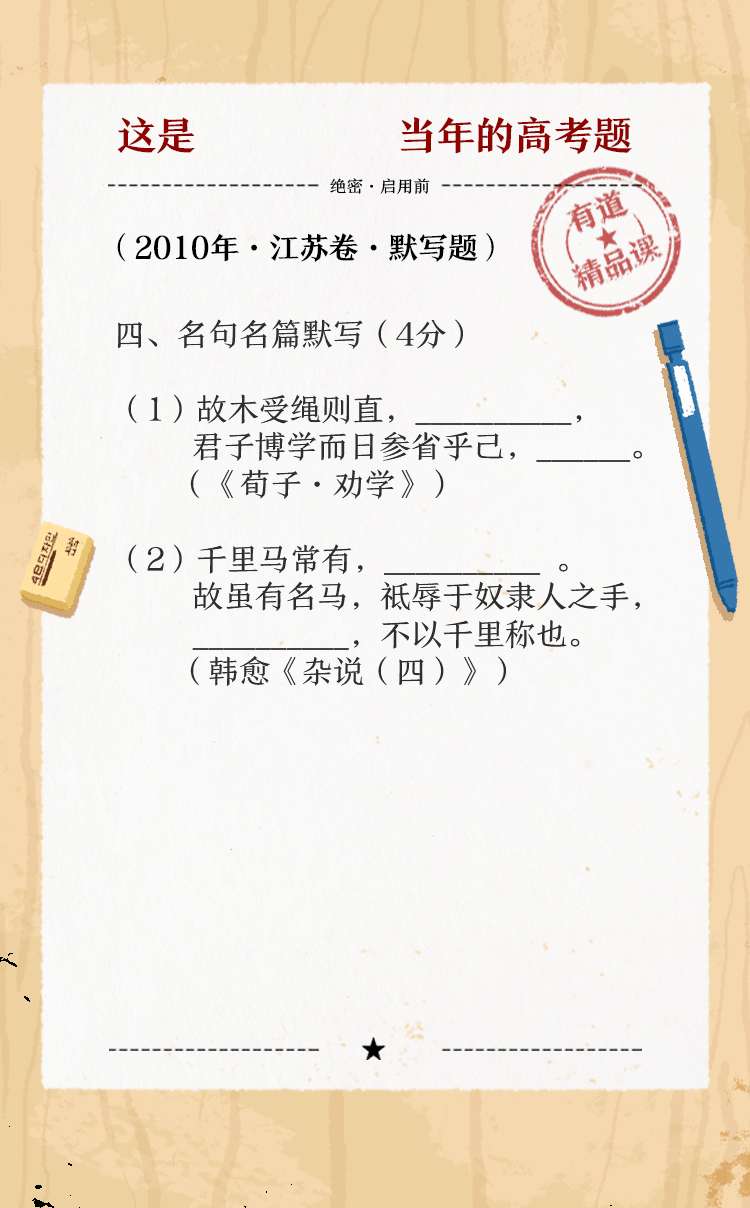 这是 当年的高考题
绝密·启用前
有道
精品课
(2010年·江苏卷·默写题)
四、名句名篇默写(4分)
(1)故木受绳则直,__________,
君子博学而日参省乎己,______。
(《荀子·劝学》)
(2)千里马常有,__________ 。
故虽有名马,祗辱于奴隶人之手,
__________,不以千里称也。
(韩愈《杂说(四)》)